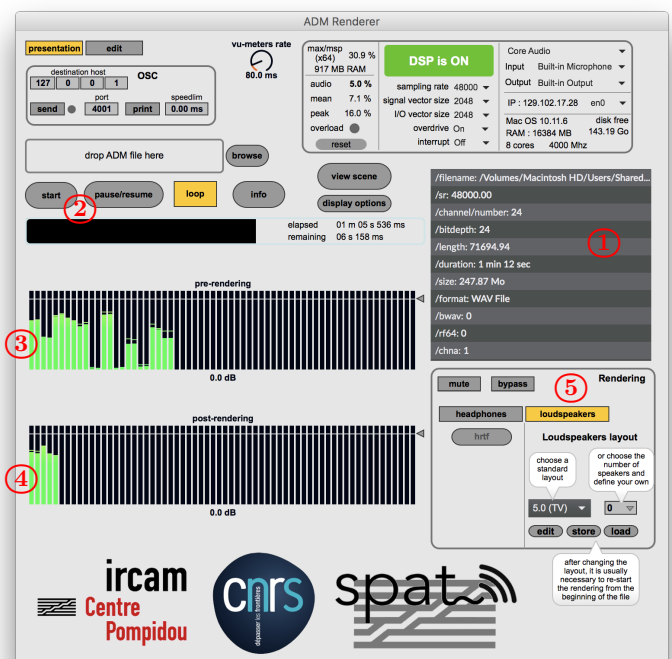 ADM Renderer
presentation
edit
destination host
127 0 0 1
OSC
port
speedlim
send
4001
print
0.00 ms
vu-meters rate
80.0 ms
max/msp (x64) 30.9 %
917 MB RAM
audio 5.0 %
mean 7.1 %
peak 16.0 %
overload
reset
DSP is ON
sampling rate 48000
signal vector size 2048
I/O vector size 2048
overdrive On
interrupt Off
Core Audio
Input Built-in Microphone
Output Built-in Output
IP : 129.102.17.28 en0
Mac OS 10.11.6 disk free
RAM : 16384 MB 143.19 Go
8 cores 4000 Mhz
drop ADM file here
browse
start
pause/resume
loop
info
2
view scene
display options
elapsed 01 m 05 s 536 ms
remaining 06 s 158 ms
/filename: /Volumes/Macintosh HD/Users/Shared...
/sr: 48000.00
/channel/number: 24
/bitdepth: 24
/length: 71694.94
/duration: 1 min 12 sec
/size: 247.87 Mo
/format: WAV File
/bwav: 0
/rf64: 0
/chna: 1
1
pre-rendering
3
0.0 dB
post-rendering
4
0.0 dB
mute
bypass
5
Rendering
headphones
loudspeakers
hrtf
Loudspeakers layout
choose a
standard
layout
or choose the
number of
speakers and
define your own
5.0 (TV)
0
edit
store
load
after changing the
layout, it is usually
necessary to re-start
the rendering from the
beginning of the file
ircam
Centre
Pompidou
cnrs
dépasser les frontières
spat